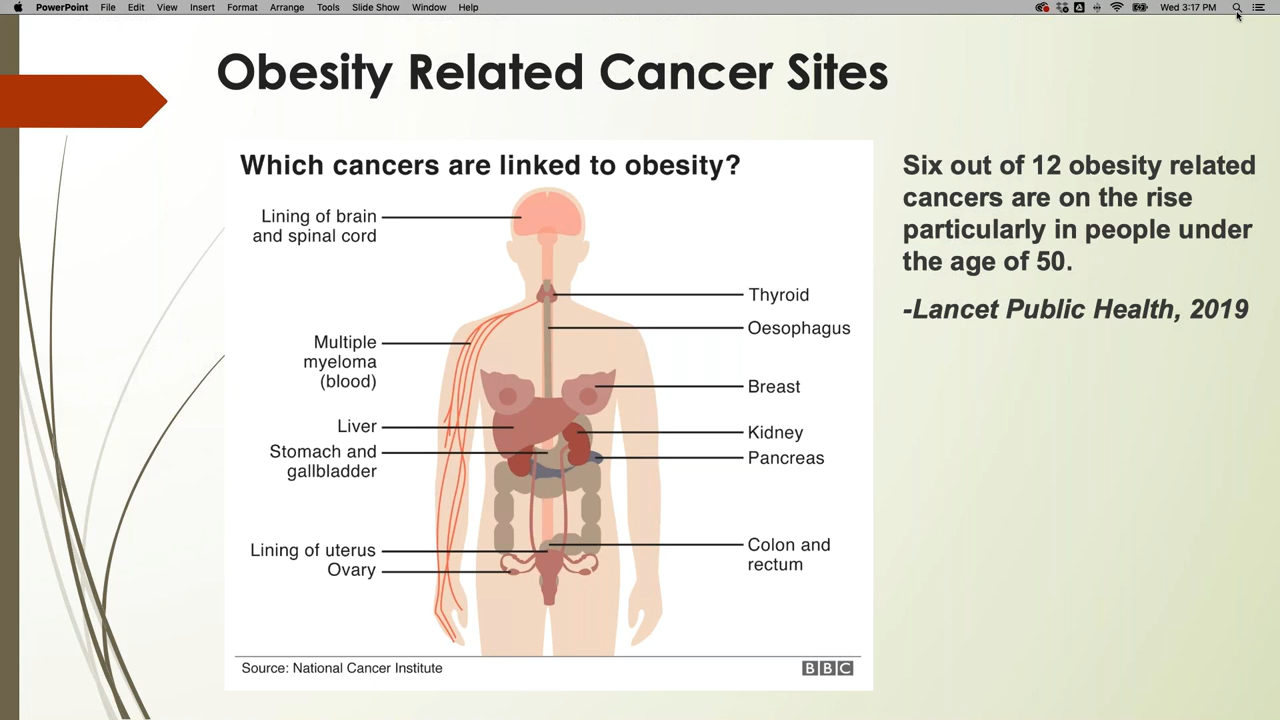 PowerPoint File Edit View Insert Format Arrange Tools Slide Show Window Help Wed 3:17 PM
Obesity Related Cancer Sites
Which cancers are linked to obesity?
Lining of brain
and spinal cord
Multiple
myeloma
(blood)
Liver
Stomach and
gallbladder
Lining of uterus
Ovary
Thyroid
Oesophagus
Breast
Kidney
Pancreas
Colon and
rectum
Source: National Cancer Institute
BBC
Six out of 12 obesity related
cancers are on the rise
particularly in people under
the age of 50.
-Lancet Public Health, 2019